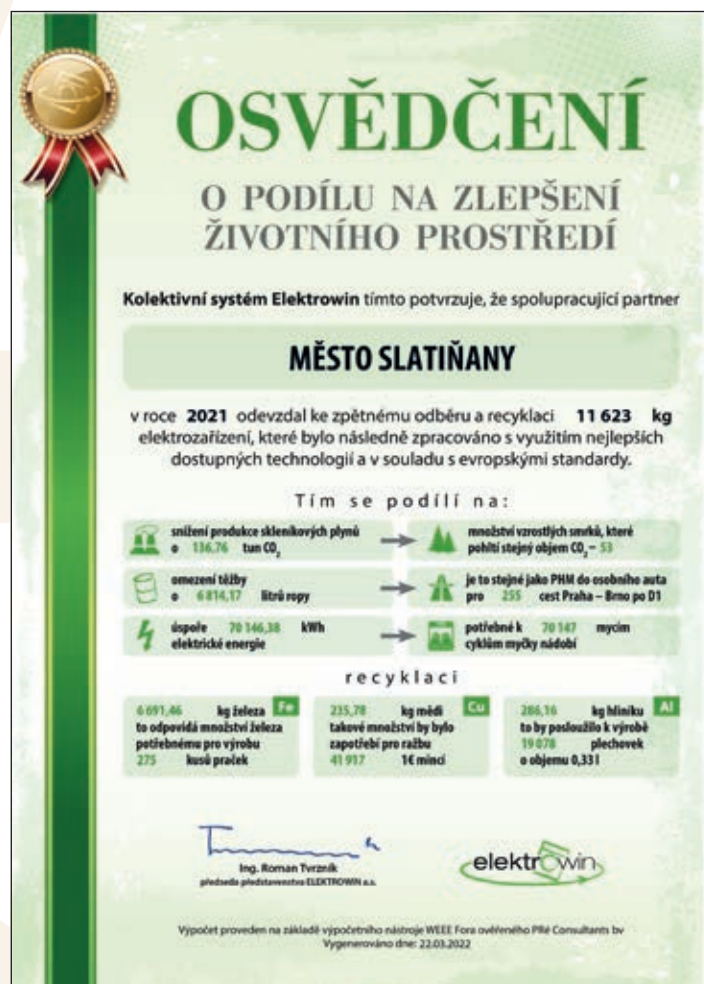 OSVĚDČENÍ
O PODÍLU NA ZLEPŠENÍ
ŽIVOTNÍHO PROSTŘEDÍ
Kolektivní systém Elektrowin tímto potvrzuje, že spolupracující partner
MĚSTO SLATIŇANY
v roce 2021 odevzdal ke zpětnému odběru a recyklaci 11 623 kg
elektrozařízení, které bylo následně zpracováno s využitím nejlepších
dostupných technologií a v souladu s evropskými standardy.
Tím se podílí na:
snížení produkce skleníkových plynů
o 136,76 tun CO₂
množství vzrostlých smrků, které
pohltí stejný objem CO₂ – 53
omezení těžby
o 6 814,17 litrů ropy
je to stejné jako PHM do osobního auta
pro 255 cest Praha – Brno po D1
úspoře 70 146,38 kWh
elektrické energie
potřebné k 70 147 mycím
cyklům myčky nádobí
recyklaci
6 691,46 kg železa Fe
to odpovídá množství železa
potřebnému pro výrobu
275 kusů praček
235,78 kg mědi Cu
takové množství by bylo
zapotřebí pro ražbu
41 917 1€ mincí
286,16 kg hliníku Al
to by posloužilo k výrobě
19 078 plechovek
o objemu 0,33 l
Ing. Roman Tvrzník
předseda představenstva ELEKTROWIN a.s.
elektrowin
Výpočet proveden na základě výpočetního nástroje WEEE Fora ověřeného PRé Consultants bv
Vygenerováno dne: 22.03.2022